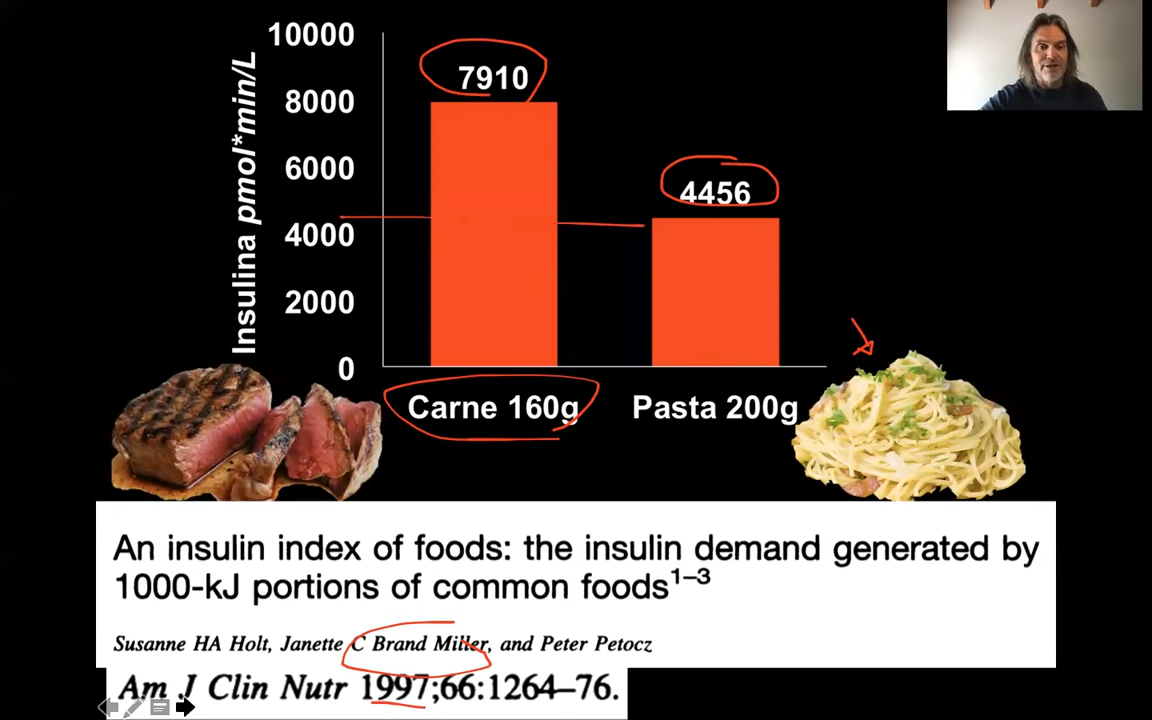 10000
8000
6000
4000
2000
0
Insulina pmol*min/L
7910
4456
Carne 160g
Pasta 200g
An insulin index of foods: the insulin demand generated by
1000-kJ portions of common foods1–3
Susanne HA Holt, Janette C Brand Miller, and Peter Petocz
Am J Clin Nutr 1997;66:1264–76.